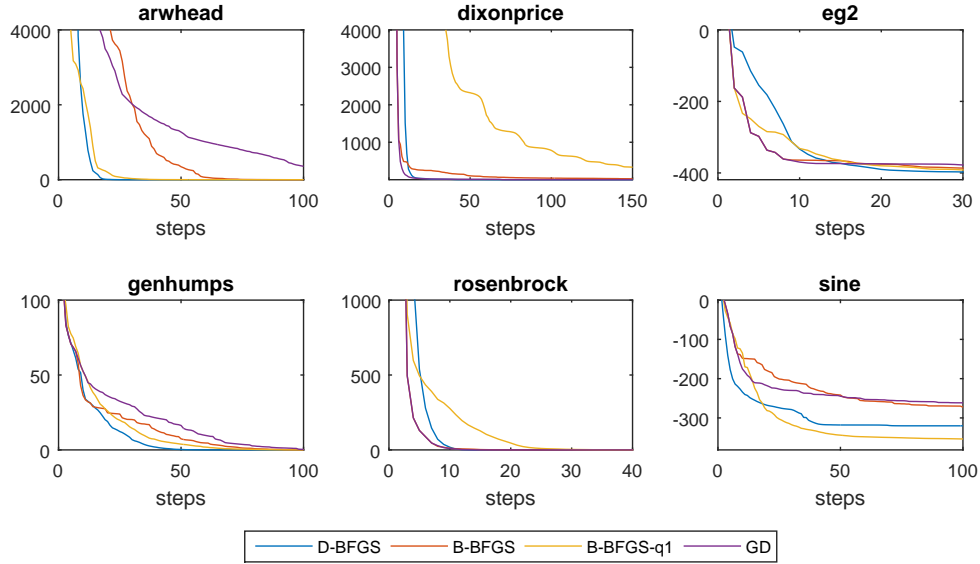 arwhead dixonprice eg2
4000 4000 0
3000 -200
2000 2000
1000 -400
0
0 50 100 0 50 100 150 0 10 20 30
steps steps steps
genhumps rosenbrock sine
100 1000 0
-100
50 500 -200
-300
0 0
0 50 100 0 10 20 30 40 0 50 100
steps steps steps
D-BFGS B-BFGS B-BFGS-q1 GD